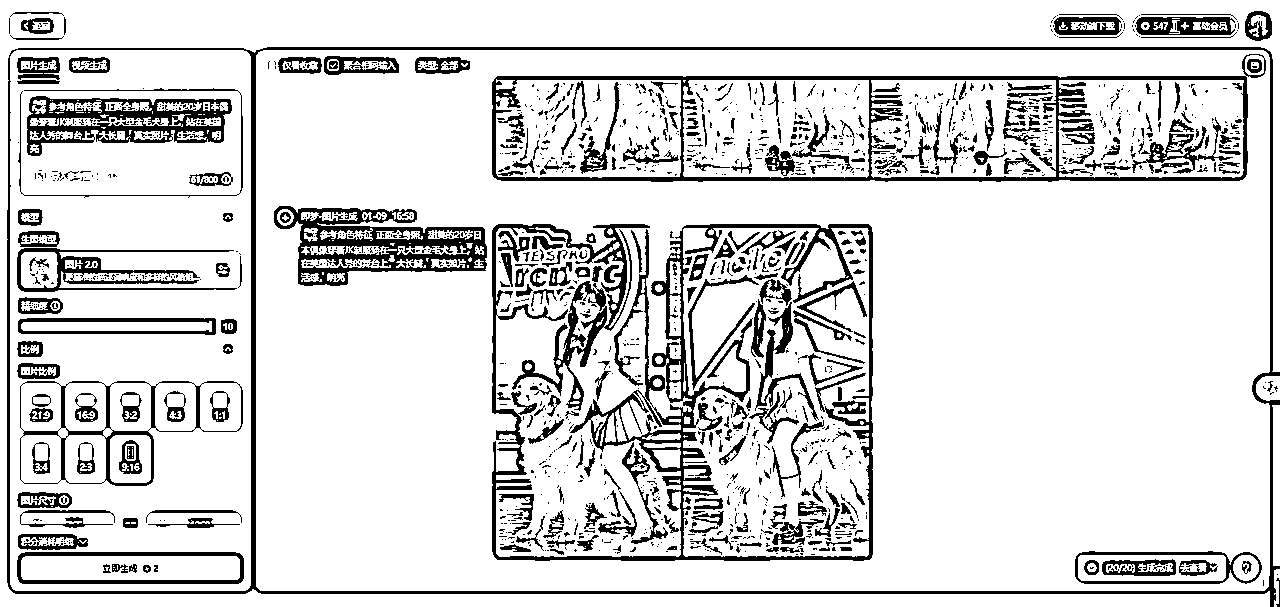 返回
移动端下载
547
基础会员
图片生成 视频生成
仅看收藏 聚合相同输入 类型: 全部
参考角色特征 正面全身照，甜美的20岁日本偶
像穿着JK制服骑在一只大型金毛犬身上，站在美国
达人秀的舞台上，大长腿，真实照片，生活感，明
亮
/800
即梦·图片生成 01-09 16:58
参考角色特征 正面全身照，甜美的20岁日
本偶像穿着JK制服骑在一只大型金毛犬身上，站
在美国达人秀的舞台上，大长腿，真实照片，生
活感，明亮
模型
生图模型
图片 2.0
精细度
10
比例
图片比例
21:9 16:9 3:2 4:3 1:1
3:4 2:3 9:16
图片尺寸
积分消耗明细
立即生成 2
(20/20) 生成完成 去查看